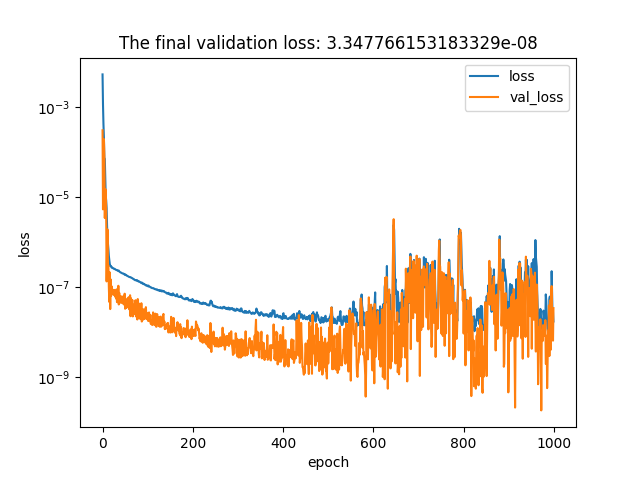 The final validation loss: 3.347766153183329e-08
loss
val_loss
10⁻³
10⁻⁵
10⁻⁷
10⁻⁹
loss
0
200
400
600
800
1000
epoch